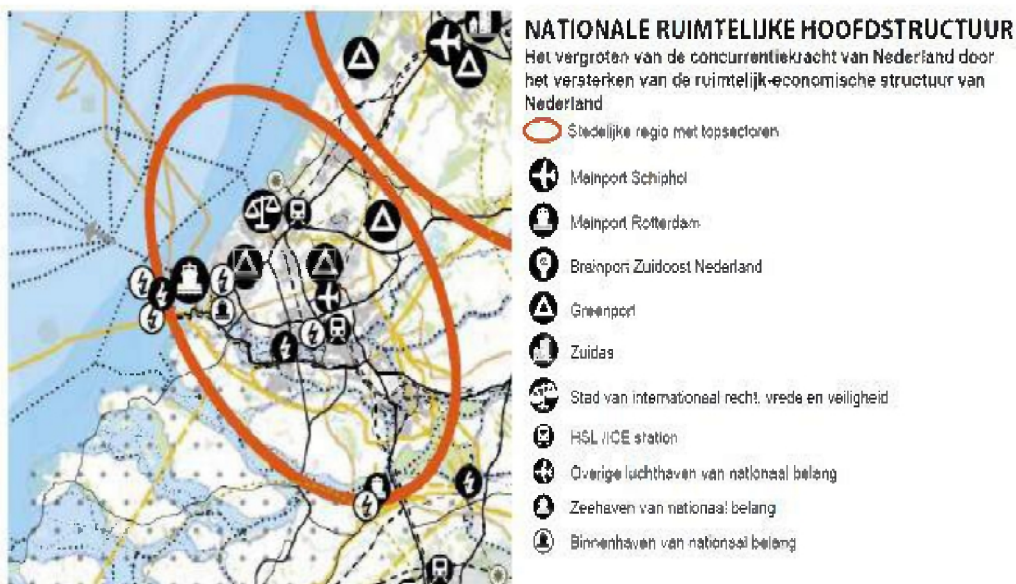 NATIONALE RUIMTELIJKE HOOFDSTRUCTUUR
Het vergroten van de concurrentiekracht van Nederland door
het versterken van de ruimtelijk-economische structuur van
Nederland
Stedelijke regio met topsectoren
Mainport Schiphol
Mainport Rotterdam
Brainport Zuidoost Nederland
Greenport
Zuidas
Stad van internationaal recht, vrede en veiligheid
HSL /ICE station
Overige luchthaven van nationaal belang
Zeehaven van nationaal belang
Binnenhaven van nationaal belang